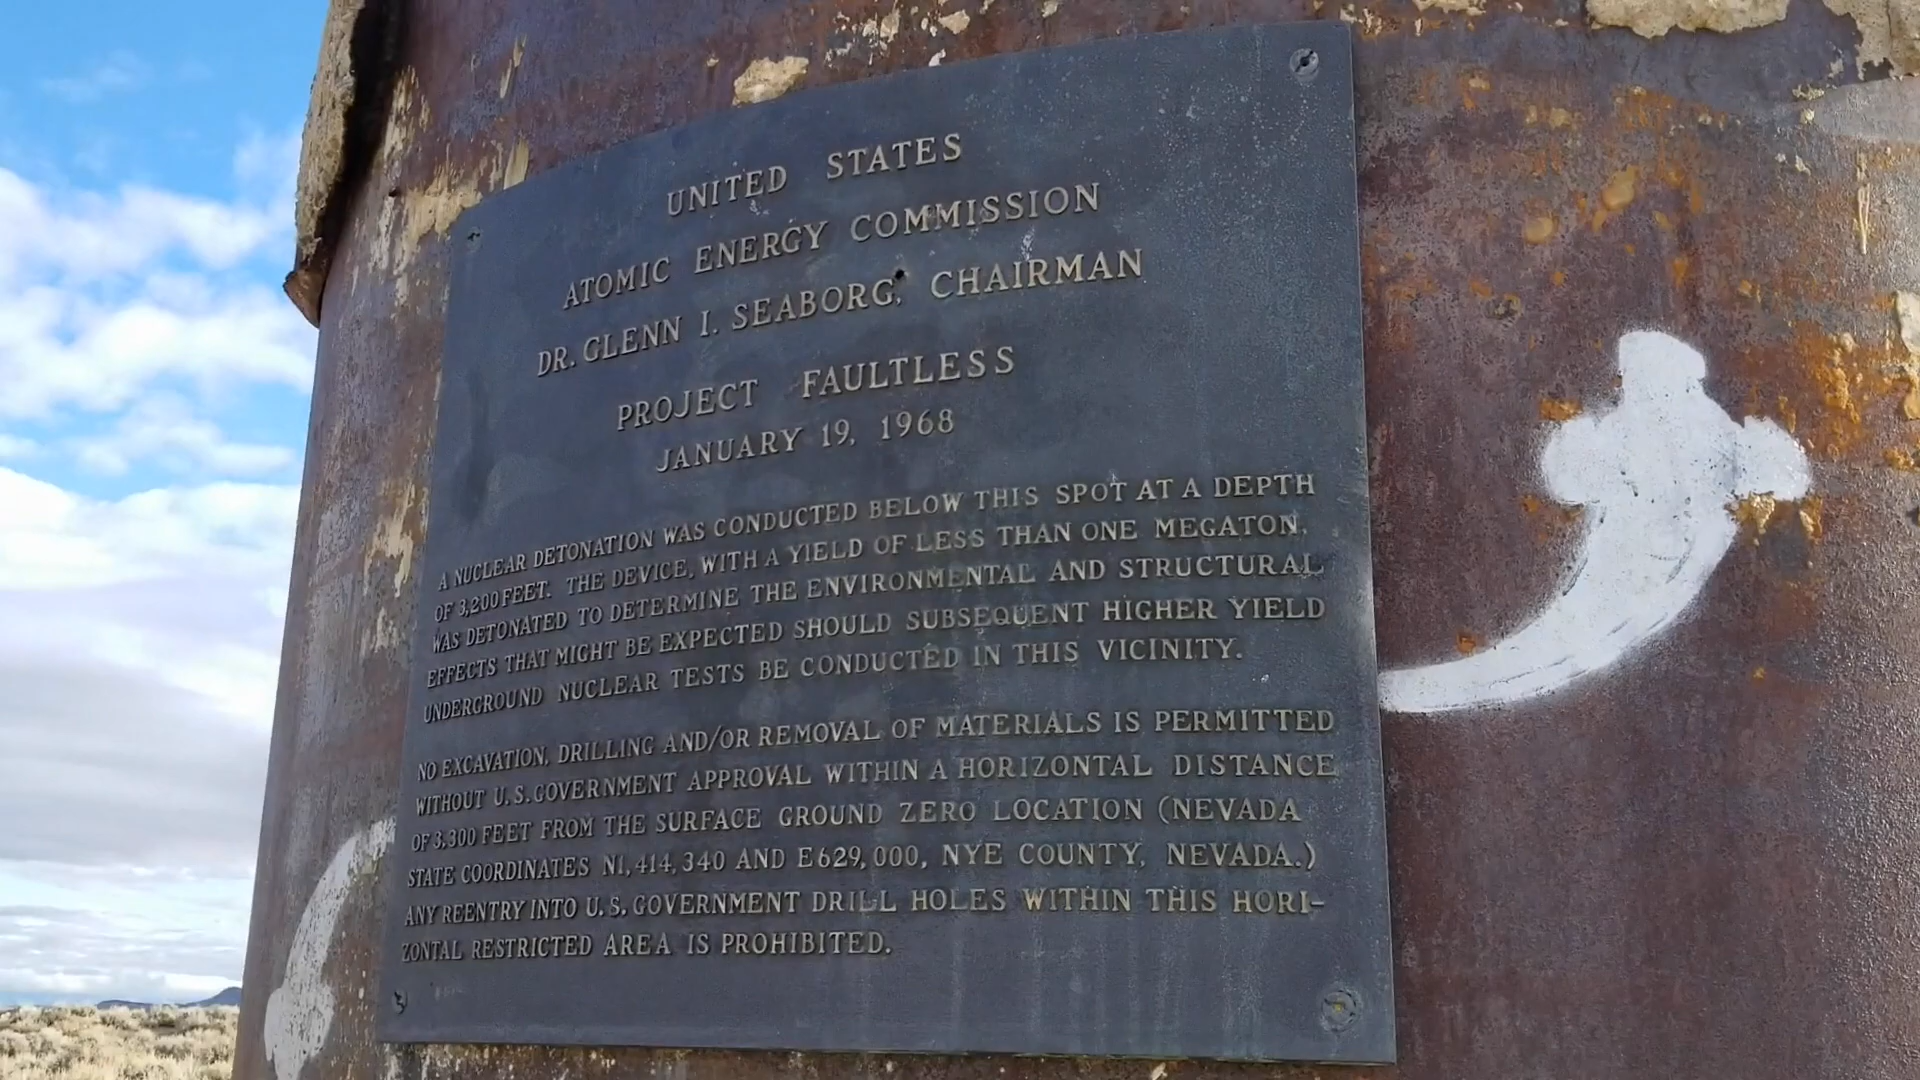 UNITED STATES
ATOMIC ENERGY COMMISSION
DR. GLENN I. SEABORG, CHAIRMAN
PROJECT FAULTLESS
JANUARY 19, 1968
A NUCLEAR DETONATION WAS CONDUCTED BELOW THIS SPOT AT A DEPTH
OF 3,200 FEET. THE DEVICE, WITH A YIELD OF LESS THAN ONE MEGATON,
WAS DETONATED TO DETERMINE THE ENVIRONMENTAL AND STRUCTURAL
EFFECTS THAT MIGHT BE EXPECTED SHOULD SUBSEQUENT HIGHER YIELD
UNDERGROUND NUCLEAR TESTS BE CONDUCTED IN THIS VICINITY.
NO EXCAVATION, DRILLING AND/OR REMOVAL OF MATERIALS IS PERMITTED
WITHOUT U.S. GOVERNMENT APPROVAL WITHIN A HORIZONTAL DISTANCE
OF 3,300 FEET FROM THE SURFACE GROUND ZERO LOCATION (NEVADA
STATE COORDINATES N1,414,340 AND E629,000, NYE COUNTY, NEVADA.)
ANY REENTRY INTO U.S. GOVERNMENT DRILL HOLES WITHIN THIS HORI-
ZONTAL RESTRICTED AREA IS PROHIBITED.